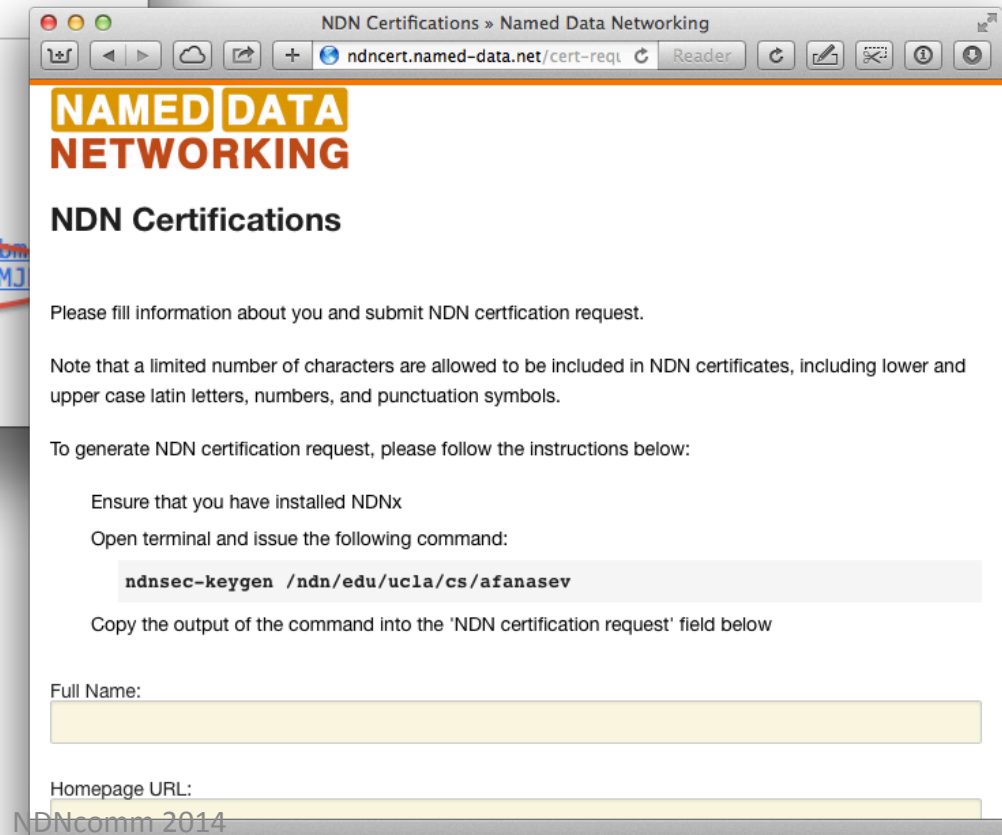 NDN Certifications » Named Data Networking
ndncert.named-data.net/cert-requ
Reader
NAMED DATA
NETWORKING
NDN Certifications
Please fill information about you and submit NDN certfication request.
Note that a limited number of characters are allowed to be included in NDN certificates, including lower and
upper case latin letters, numbers, and punctuation symbols.
To generate NDN certification request, please follow the instructions below:
Ensure that you have installed NDNx
Open terminal and issue the following command:
ndnsec-keygen /ndn/edu/ucla/cs/afanasev
Copy the output of the command into the 'NDN certification request' field below
Full Name:
Homepage URL:
NDNcomm 2014